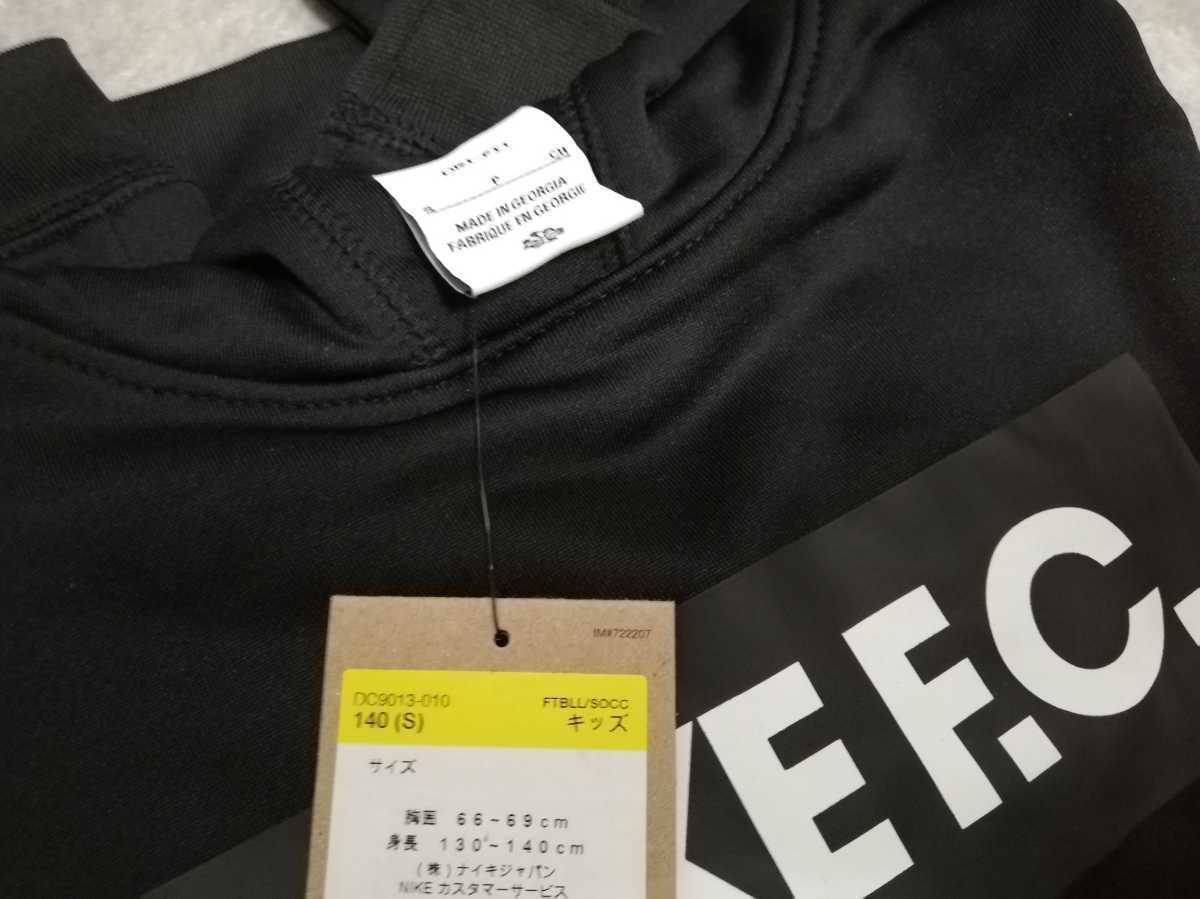 MADE IN GEORGIA
FABRIQUE EN GEORGIE
IM#722207
DC9013-010
FTBLL/SOCC
140 (S)
キッズ
サイズ
胸囲 66~69cm
身長 130~140cm
(株)ナイキジャパン
NIKE カスタマーサービス
KE F.C.